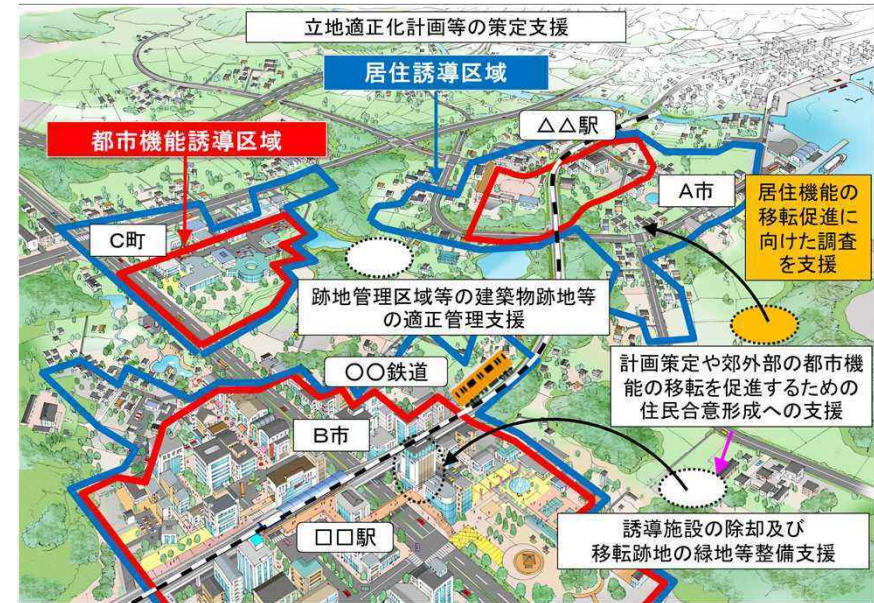 立地適正化計画等の策定支援
居住誘導区域
都市機能誘導区域
△△駅
A市
居住機能の
移転促進に
向けた調査
を支援
C町
跡地管理区域等の建築物跡地等
の適正管理支援
〇〇鉄道
計画策定や郊外部の都市機
能の移転を促進するための
住民合意形成への支援
B市
□□駅
誘導施設の除却及び
移転跡地の緑地等整備支援